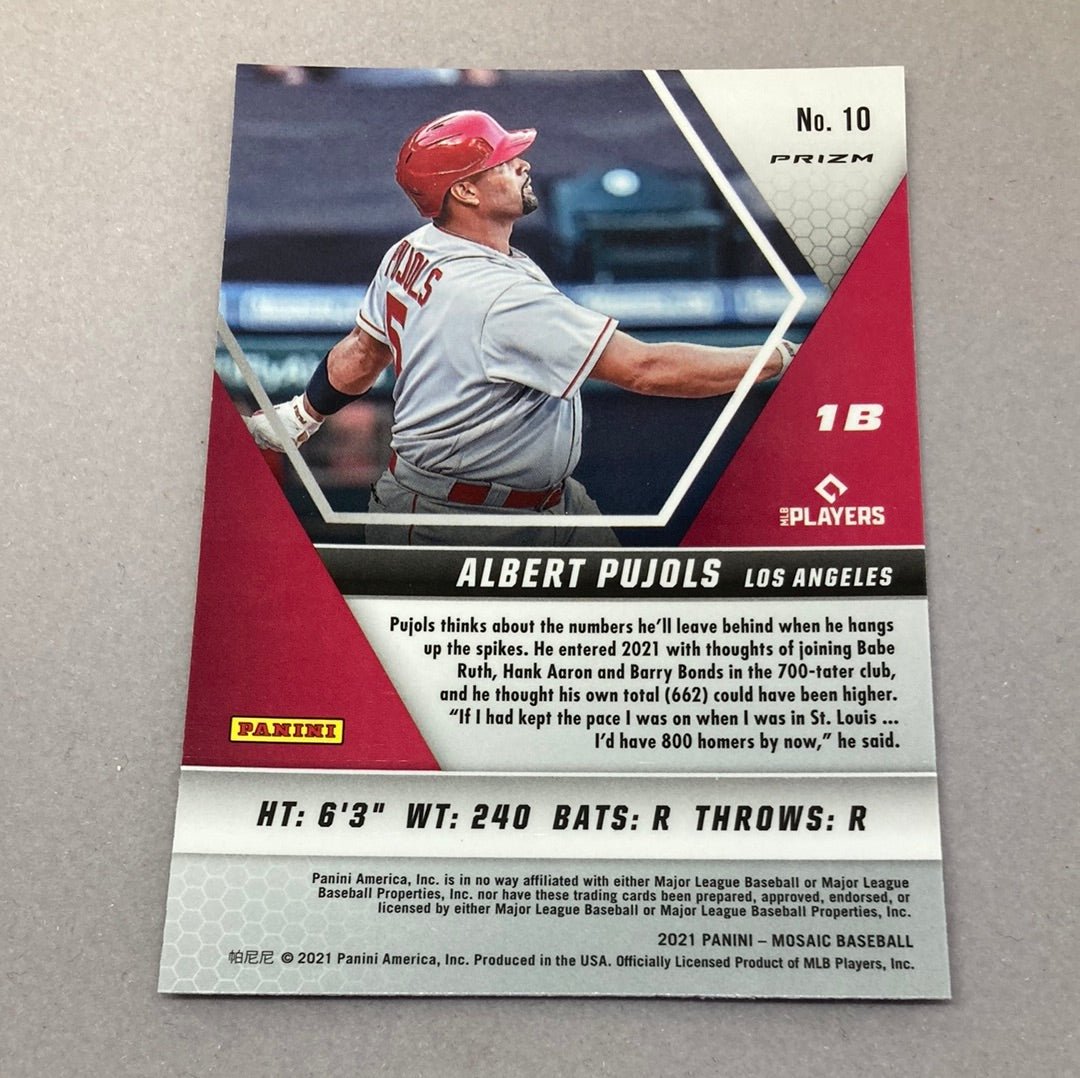 No. 10
PRIZM
PUJOLS
5
1B
MLB PLAYERS
ALBERT PUJOLS LOS ANGELES
Pujols thinks about the numbers he'll leave behind when he hangs
up the spikes. He entered 2021 with thoughts of joining Babe
Ruth, Hank Aaron and Barry Bonds in the 700-tater club,
and he thought his own total (662) could have been higher.
“If I had kept the pace I was on when I was in St. Louis ...
I'd have 800 homers by now,” he said.
PANINI
HT: 6'3" WT: 240 BATS: R THROWS: R
Panini America, Inc. is in no way affiliated with either Major League Baseball or Major League
Baseball Properties, Inc. nor have these trading cards been prepared, approved, endorsed, or
licensed by either Major League Baseball or Major League Baseball Properties, Inc.
2021 PANINI – MOSAIC BASEBALL
帕尼尼 © 2021 Panini America, Inc. Produced in the USA. Officially Licensed Product of MLB Players, Inc.